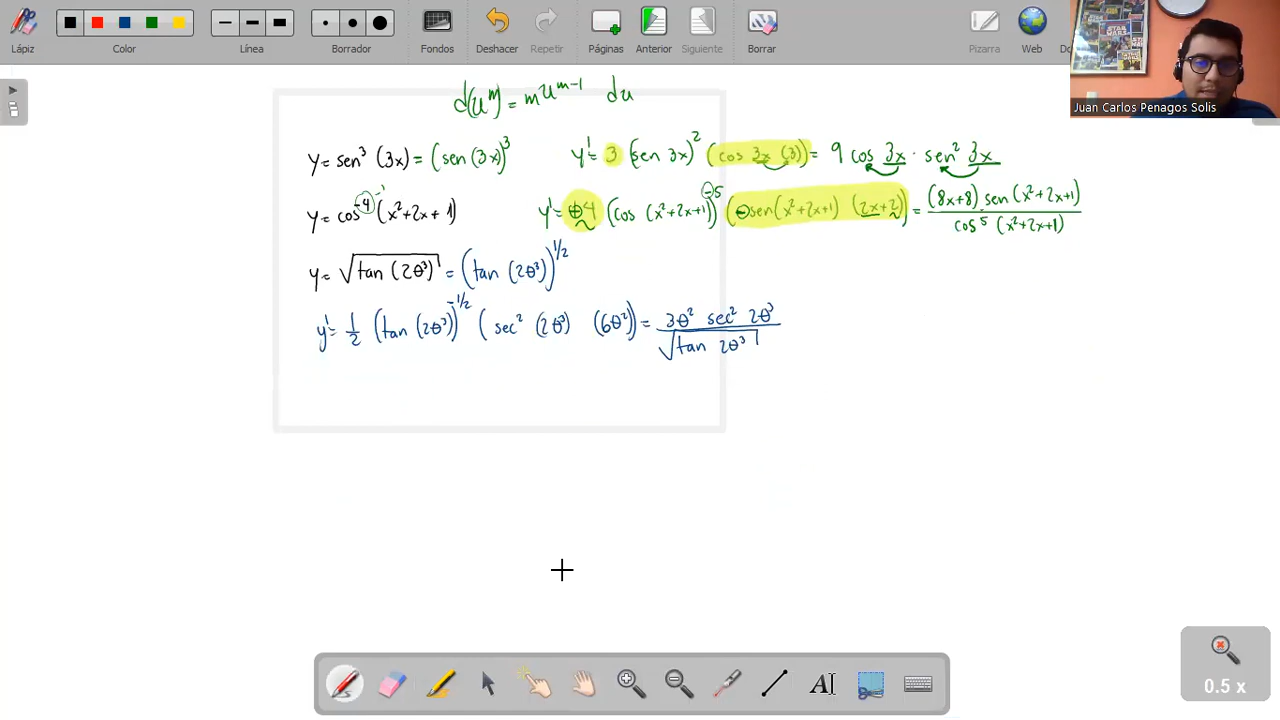 Lápiz Color Línea Borrador Fondos Deshacer Repetir Páginas Anterior Siguiente Borrar Pizarra Web Ayuda
Juan Carlos Penagos Solis
d(u^m) = m u^{m-1} du
y = sen³ (3x) = (sen (3x))³
y' = 3 (sen 3x)² (cos 3x (3)) = 9 cos 3x · sen² 3x
y = cos⁻⁴ (x²+2x+1)
y' = +4 (cos (x²+2x+1))⁻⁵ (-sen(x²+2x+1) (2x+2)) = (8x+8) sen (x²+2x+1)
cos⁵ (x²+2x+1)
y = √tan (2θ³) = (tan (2θ³))^{1/2}
y' = 1/2 (tan (2θ³))^{-1/2} (sec² (2θ³) (6θ²)) = 3θ² sec² 2θ³
√tan 2θ³
0.5 x